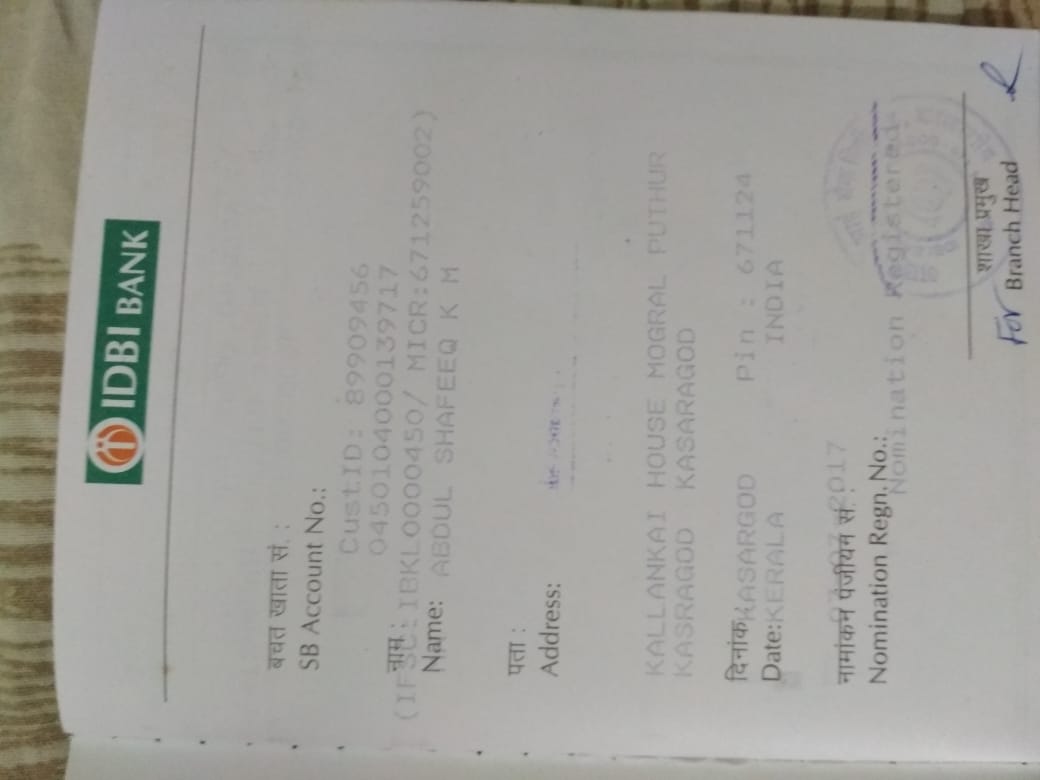 IDBI BANK
बचत खाता सं. :
SB Account No.:
CustID: 89909456
0450104000139717
नाम :
(IFSC:IBKL0000450/ MICR:671259002)
Name: ABDUL SHAFEEQ K M
पता :
Address:
KALLANKAI HOUSE MOGRAL PUTHUR
KASRAGOD KASARAGOD
दिनांक KASARGOD Pin : 671124
Date: KERALA INDIA
2017
नामांकन पंजीयन सं. :
Nomination Regn. No.:
Nomination Registered
शाखा प्रमुख
For Branch Head